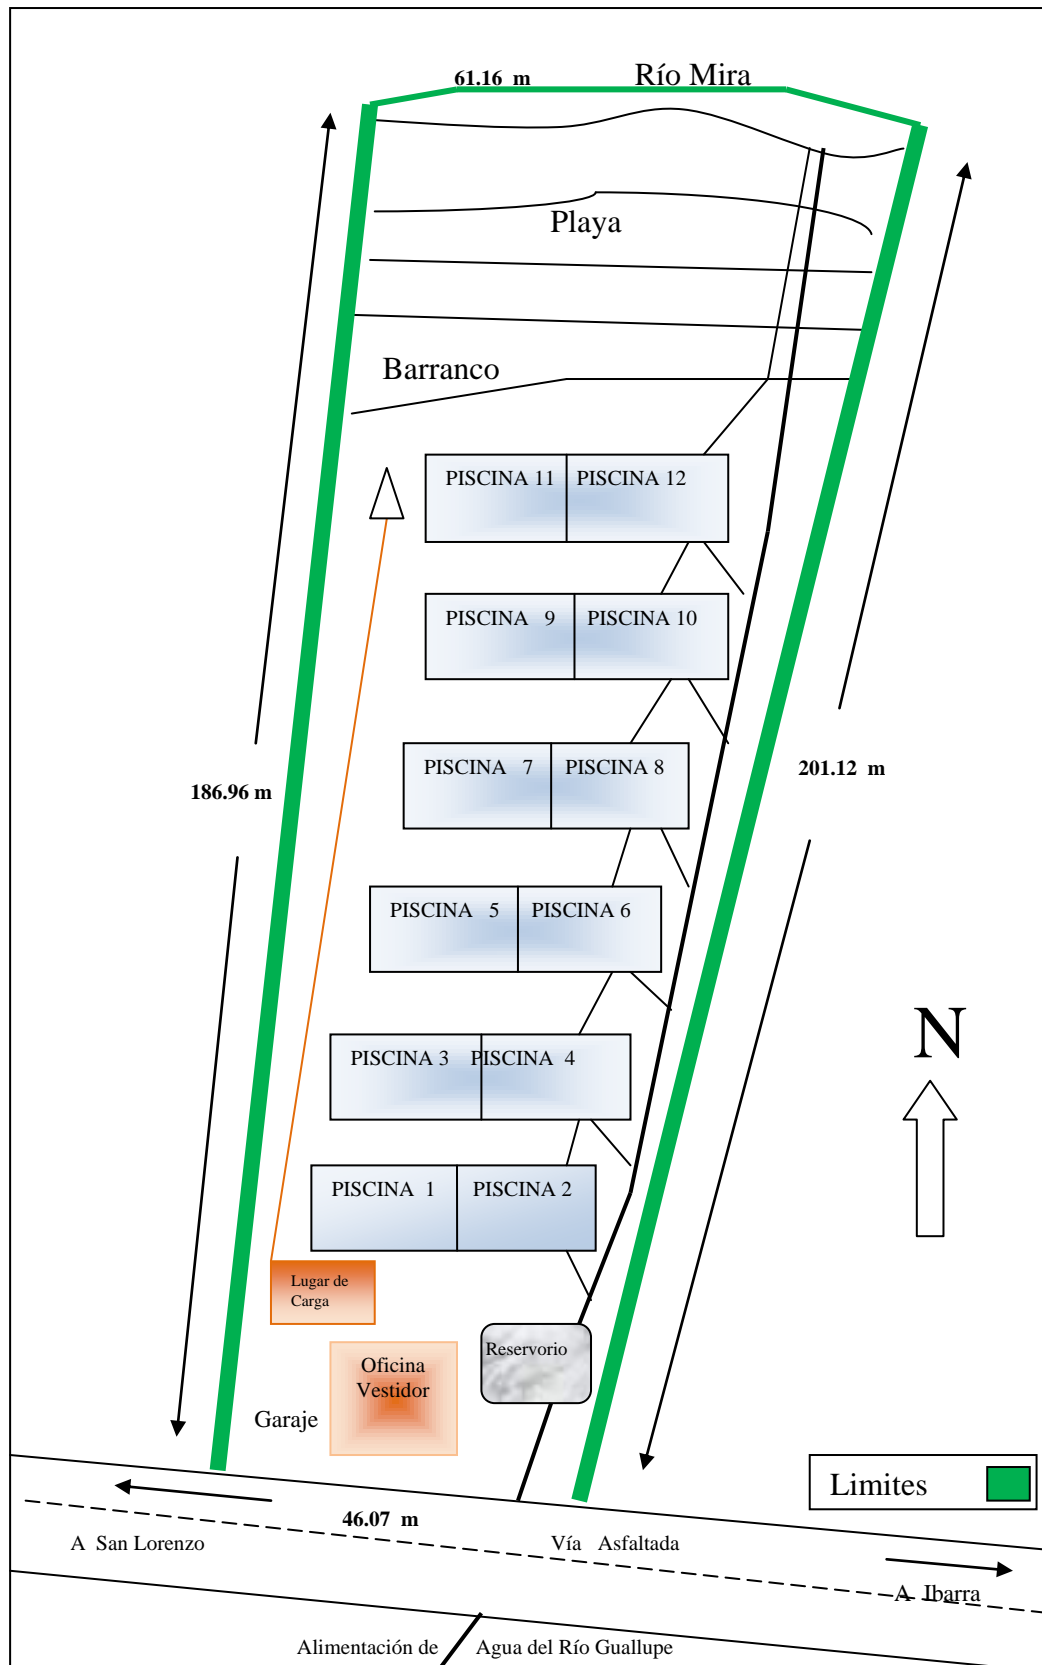 61.16 m
Río Mira
Playa
Barranco
PISCINA 11 PISCINA 12
PISCINA 9 PISCINA 10
PISCINA 7 PISCINA 8
186.96 m
201.12 m
PISCINA 5 PISCINA 6
N
PISCINA 3 PISCINA 4
PISCINA 1 PISCINA 2
Lugar de
Carga
Reservorio
Oficina
Vestidor
Garaje
Limites
46.07 m
A San Lorenzo
Vía Asfaltada
A Ibarra
Alimentación de Agua del Río Guallupe